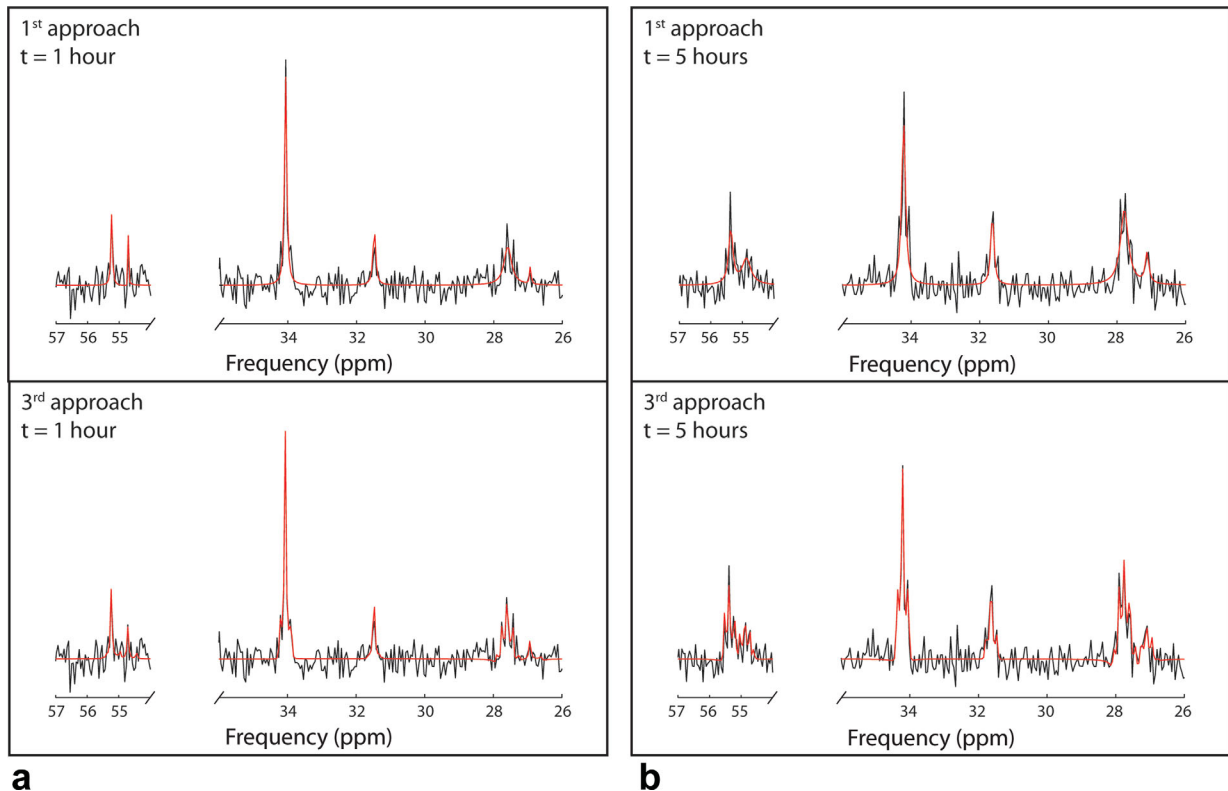 1st approach
t = 1 hour
57 56 55 34 32 30 28 26
Frequency (ppm)
1st approach
t = 5 hours
57 56 55 34 32 30 28 26
Frequency (ppm)
3rd approach
t = 1 hour
57 56 55 34 32 30 28 26
Frequency (ppm)
3rd approach
t = 5 hours
57 56 55 34 32 30 28 26
Frequency (ppm)
a
b